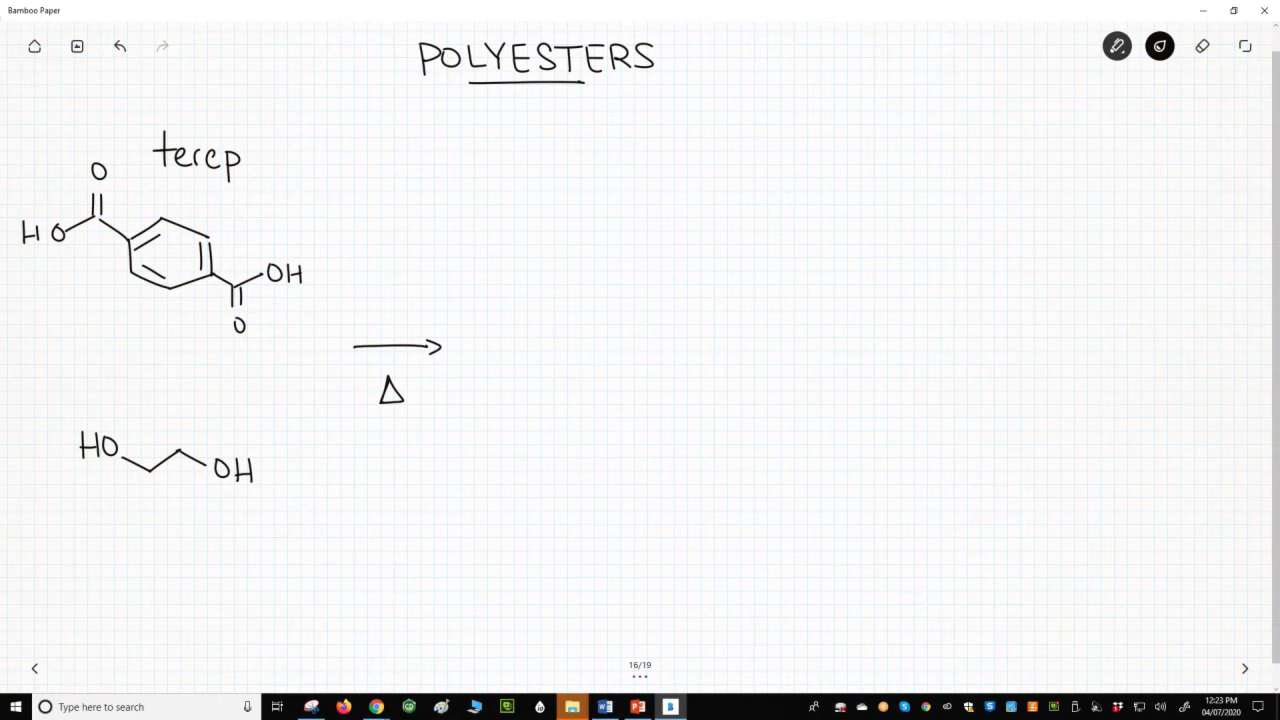 Bamboo Paper
POLYESTERS
terep
O
HO
OH
O
Δ
HO
OH
16/19
Type here to search
12:23 PM
04/07/2020